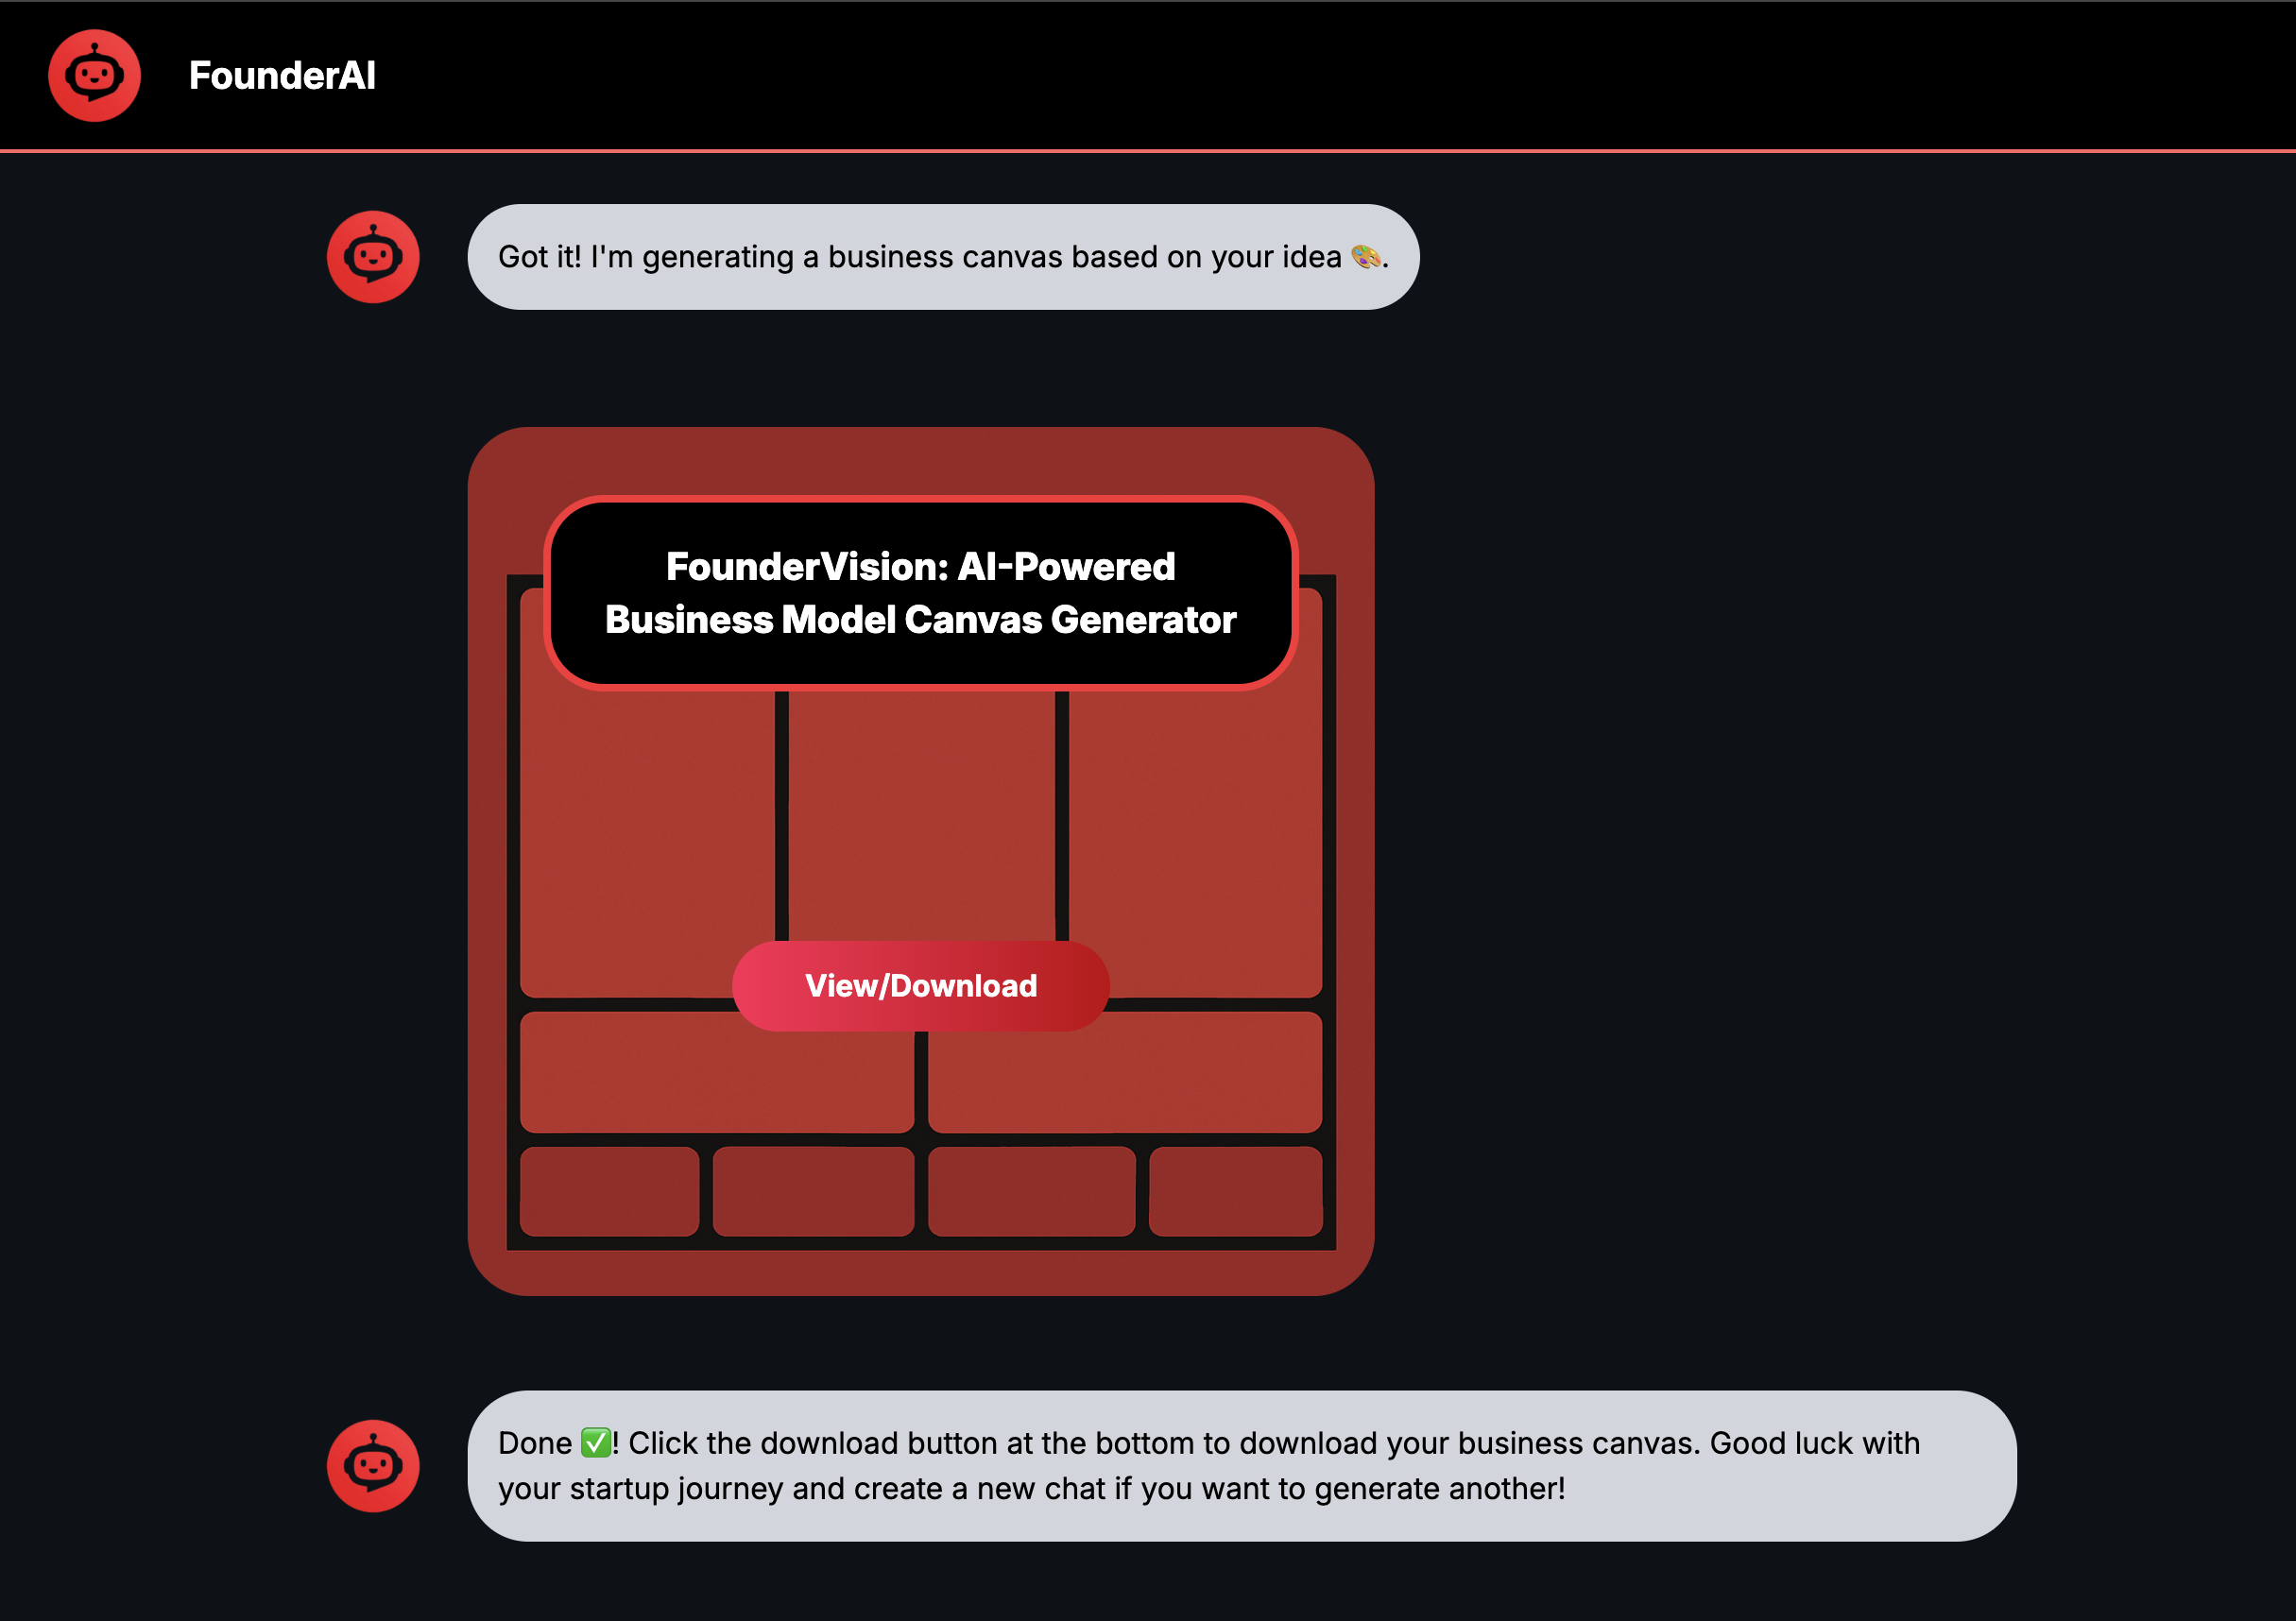 FounderAI
Got it! I'm generating a business canvas based on your idea 🎨.
FounderVision: AI-Powered
Business Model Canvas Generator
View/Download
Done ✅! Click the download button at the bottom to download your business canvas. Good luck with
your startup journey and create a new chat if you want to generate another!